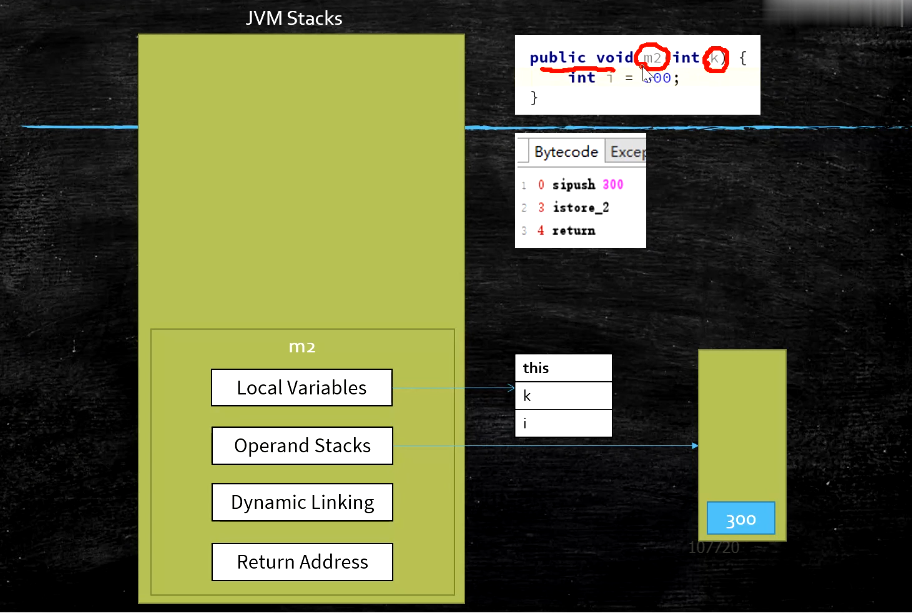 JVM Stacks
public void m2(int k) {
int i = 300;
}
Bytecode Excep
1 0 sipush 300
2 3 istore_2
3 4 return
m2
Local Variables
Operand Stacks
Dynamic Linking
Return Address
this
k
i
300
107720